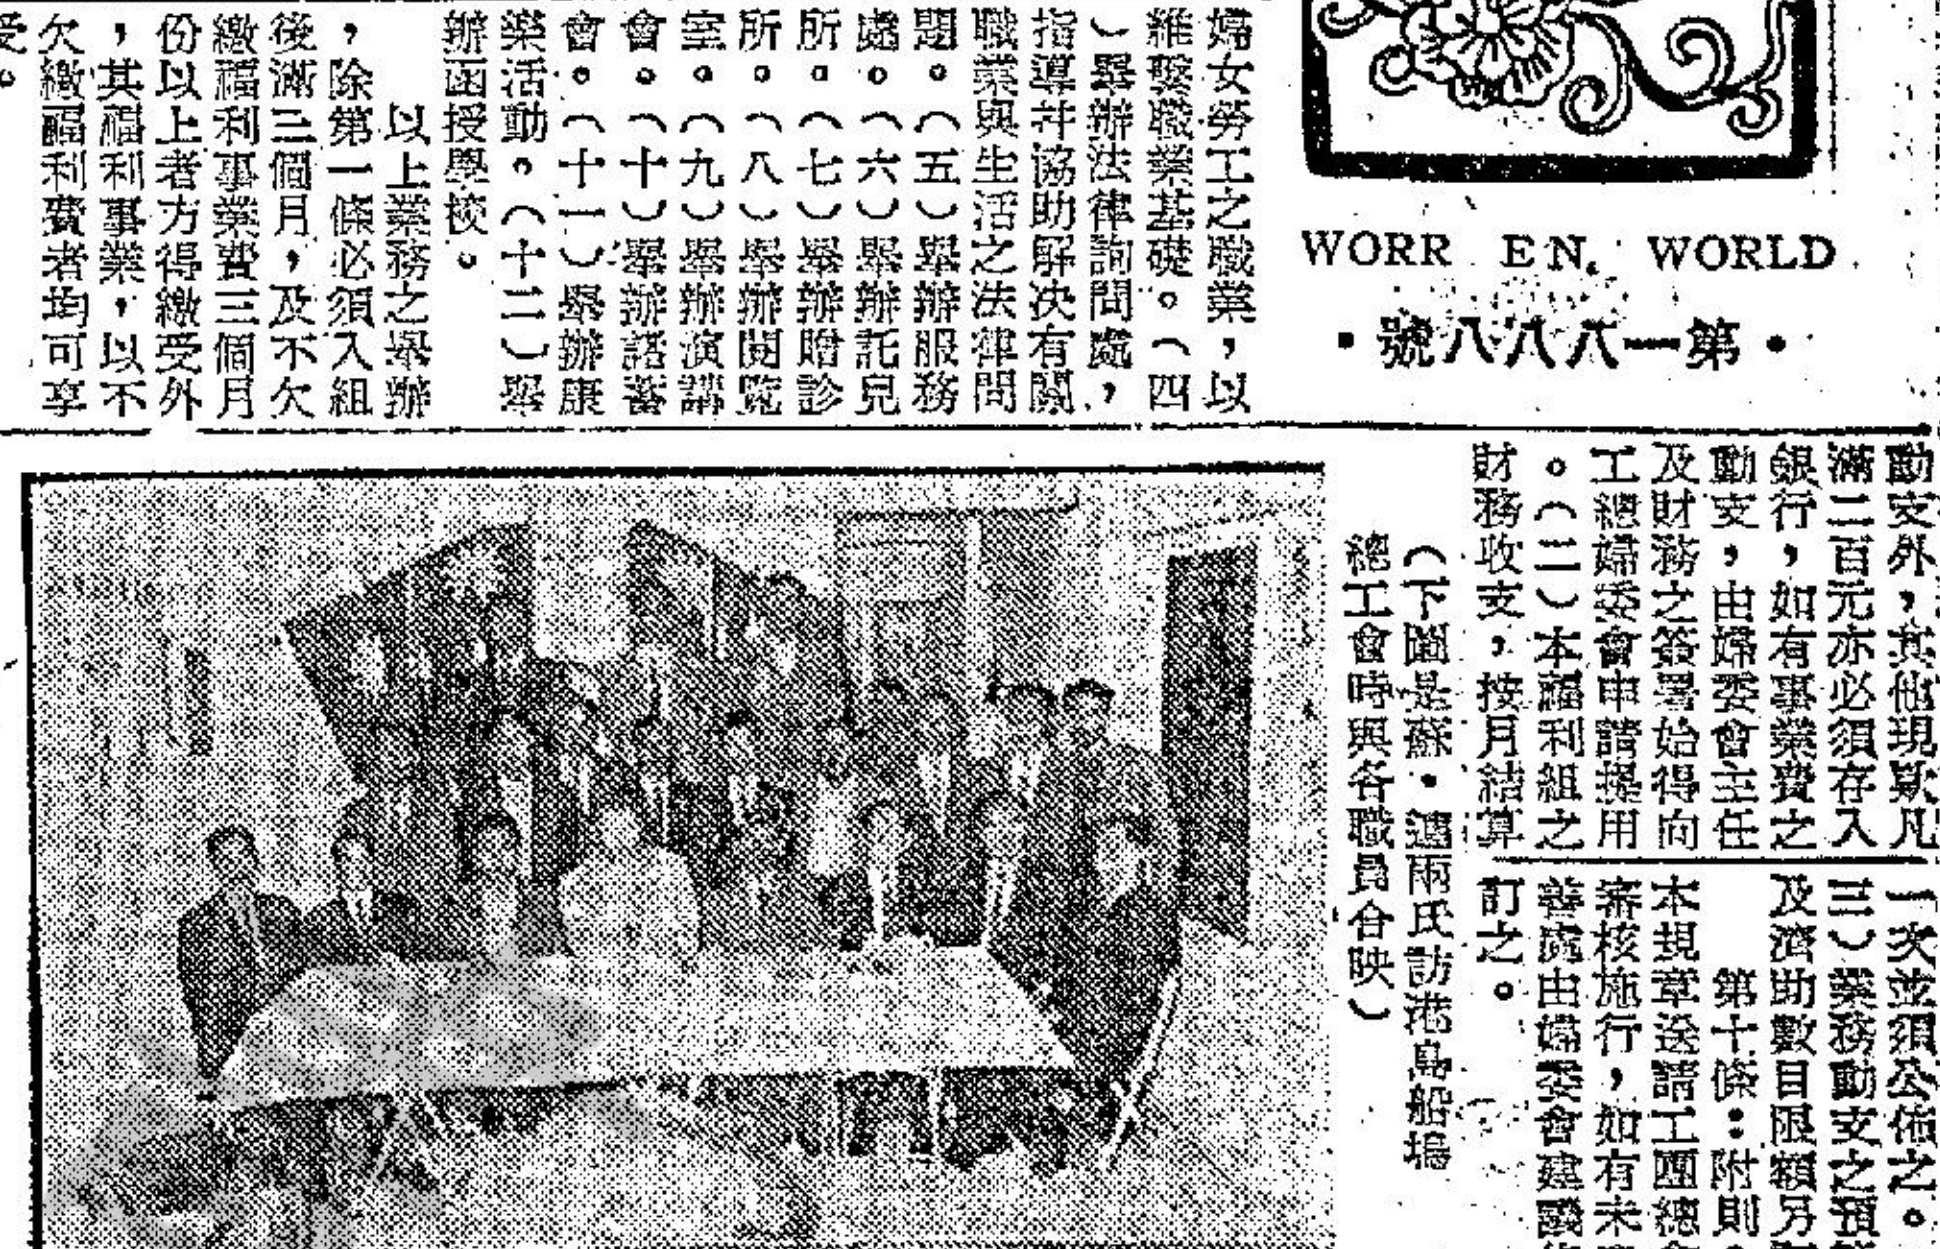 婦女勞工之職業，以
維繫職業基礎。（四
）舉辦法律詢問處，
指導并協助解決有關
職業與生活之法律問
題。（五）舉辦服務
處。（六）舉辦託兒
所。（七）舉辦贈診
所。（八）舉辦閱覽
室。（九）舉辦演講
會。（十）舉辦話蓄
會。（十一）舉辦康
樂活動。（十二）舉
辦函授學校。
以上業務之舉辦
，除第一條必須入組
後滿三個月，及不欠
繳福利事業費三個月
份以上者方得繳受外
，其福利事業，以不
欠繳福利費者均可享
受。
WORR EN. WORLD
・第一八八八號・
動支外，其他現欵凡
滿二百元亦必須存入
銀行，如有事業費之
動支，由婦委會主任
及財務之簽署始得向
工總婦委會申請提用
。（二）本福利組之
財務收支，按月結算
一次並須公佈之。
三）業務動支之預
及濟助數目限額另
第十條：附則
本規章送請工團總
審核施行，如有未
善處由婦委會建議
訂之。
（下圖是蘇・遮兩氏訪港島船塢
總工會時與各職員合映）